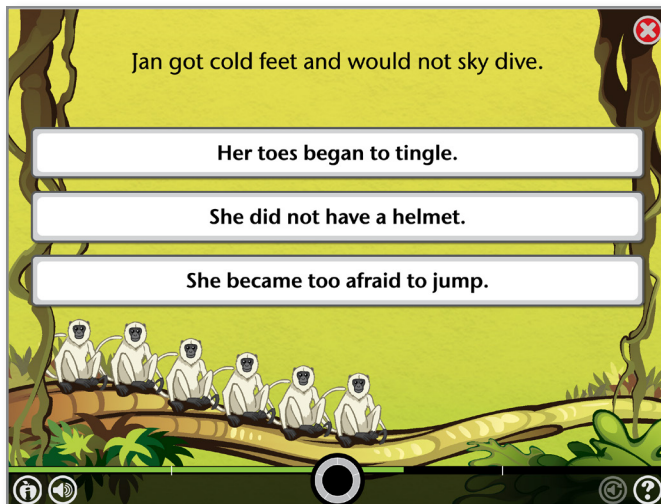 Jan got cold feet and would not sky dive.
Her toes began to tingle.
She did not have a helmet.
She became too afraid to jump.